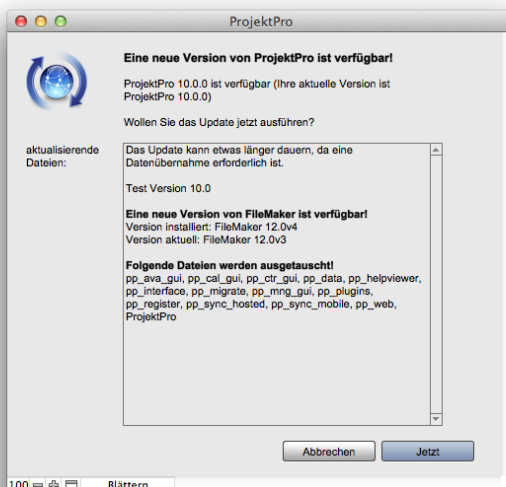 ProjektPro
Eine neue Version von ProjektPro ist verfügbar!
ProjektPro 10.0.0 ist verfügbar (Ihre aktuelle Version ist
ProjektPro 10.0.0)
Wollen Sie das Update jetzt ausführen?
aktualisierende
Dateien:
Das Update kann etwas länger dauern, da eine
Datenübernahme erforderlich ist.
Test Version 10.0
Eine neue Version von FileMaker ist verfügbar!
Version installiert: FileMaker 12.0v4
Version aktuell: FileMaker 12.0v3
Folgende Dateien werden ausgetauscht!
pp_ava_gui, pp_cal_gui, pp_ctr_gui, pp_data, pp_helpviewer,
pp_interface, pp_migrate, pp_mng_gui, pp_plugins,
pp_register, pp_sync_hosted, pp_sync_mobile, pp_web,
ProjektPro
Abbrechen
Jetzt
100
Blättern